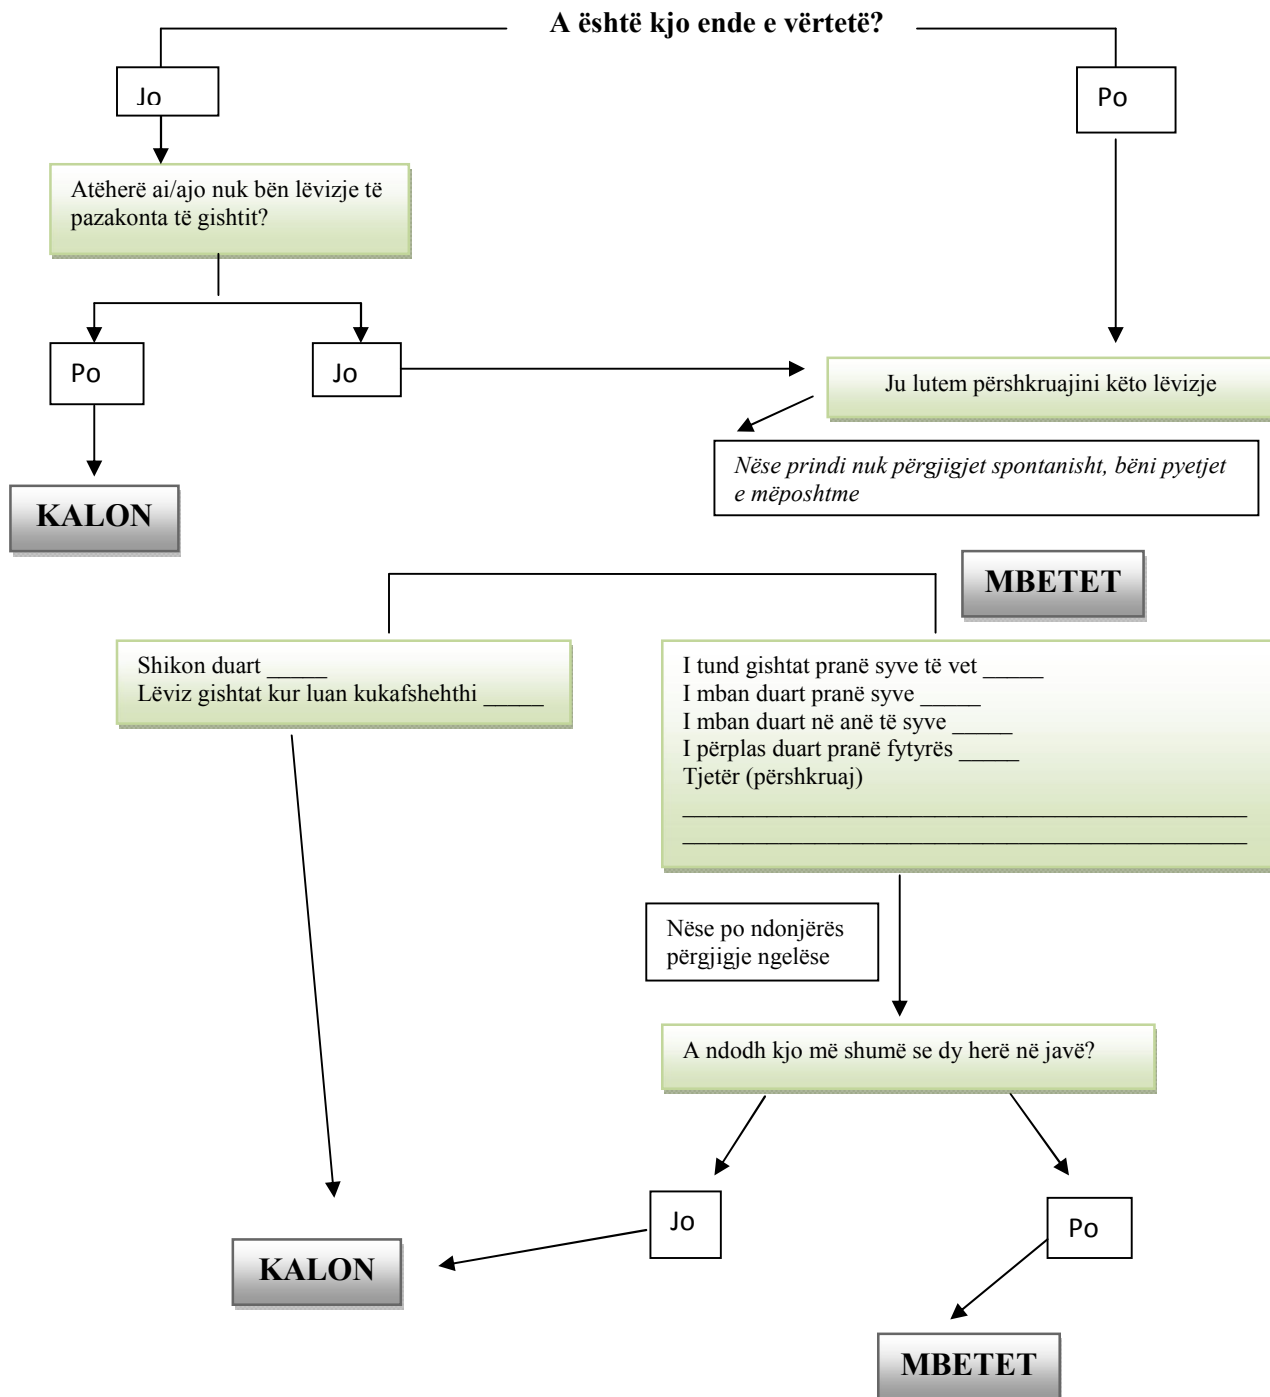 A është kjo ende e vërtetë?
Jo
Po
Atëherë ai/ajo nuk bën lëvizje të
pazakonta të gishtit?
Po
Jo
Ju lutem përshkruajini këto lëvizje
Nëse prindi nuk përgjigjet spontanisht, bëni pyetjet
e mëposhtme
KALON
MBETET
Shikon duart _____
Lëviz gishtat kur luan kukafshehthi _____
I tund gishtat pranë syve të vet _____
I mban duart pranë syve _____
I mban duart në anë të syve _____
I përplas duart pranë fytyrës _____
Tjetër (përshkruaj)
_______________________________________________
_______________________________________________
Nëse po ndonjërës
përgjigje ngelëse
A ndodh kjo më shumë se dy herë në javë?
Jo
Po
KALON
MBETET